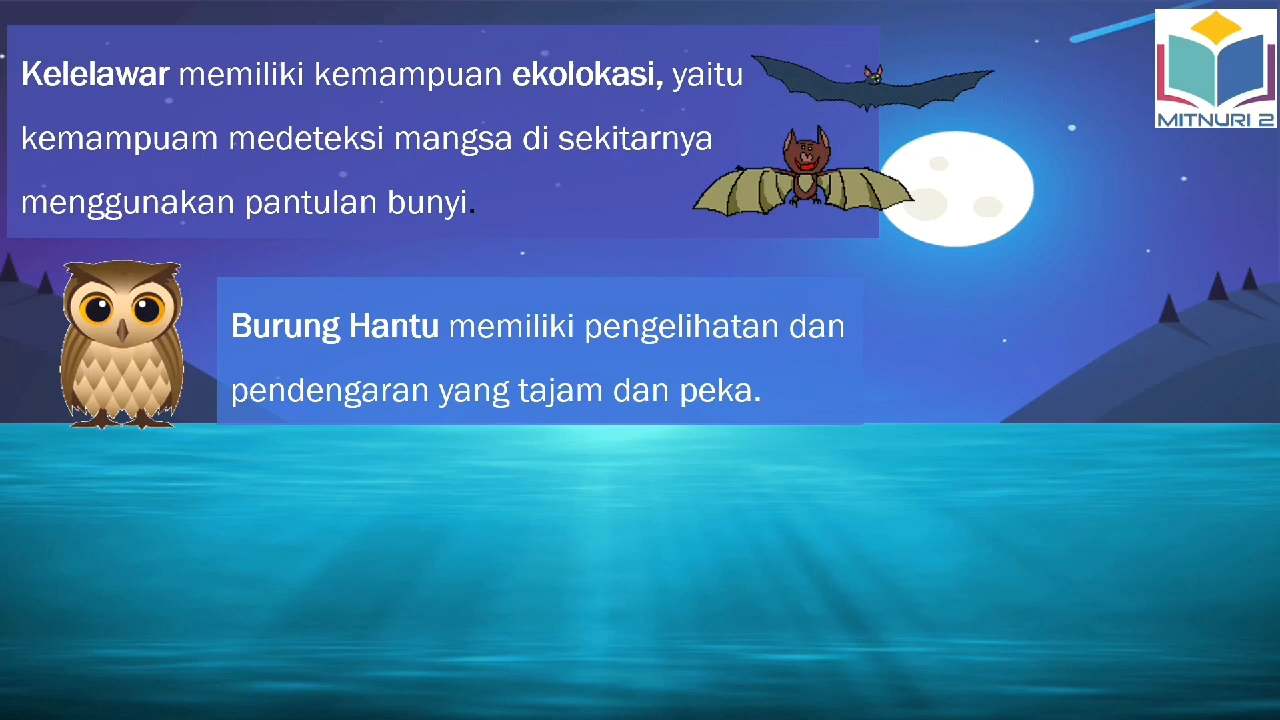 Kelelawar memiliki kemampuan ekolokasi, yaitu
kemampuam medeteksi mangsa di sekitarnya
menggunakan pantulan bunyi.
Burung Hantu memiliki pengelihatan dan
pendengaran yang tajam dan peka.
MITNURI 2